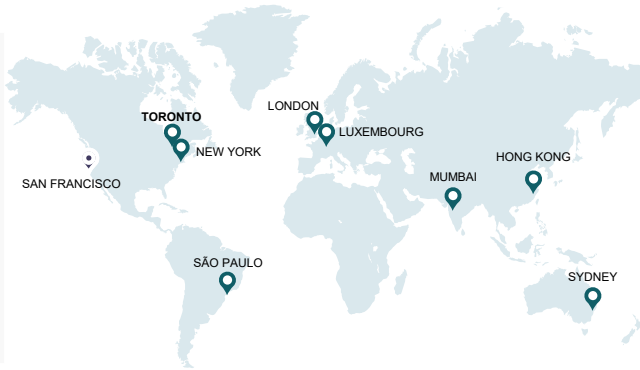 LONDON
TORONTO
LUXEMBOURG
NEW YORK
HONG KONG
MUMBAI
SAN FRANCISCO
SÃO PAULO
SYDNEY